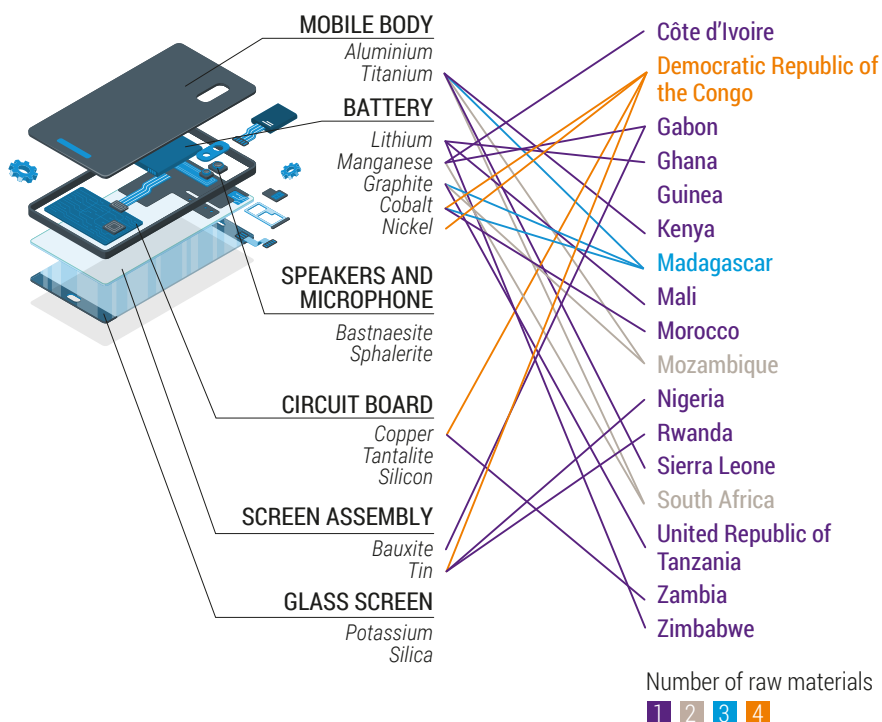 MOBILE BODY
Aluminium
Titanium
BATTERY
Lithium
Manganese
Graphite
Cobalt
Nickel
SPEAKERS AND
MICROPHONE
Bastnaesite
Sphalerite
CIRCUIT BOARD
Copper
Tantalite
Silicon
SCREEN ASSEMBLY
Bauxite
Tin
GLASS SCREEN
Potassium
Silica
Côte d’Ivoire
Democratic Republic of
the Congo
Gabon
Ghana
Guinea
Kenya
Madagascar
Mali
Morocco
Mozambique
Nigeria
Rwanda
Sierra Leone
South Africa
United Republic of
Tanzania
Zambia
Zimbabwe
Number of raw materials
1 2 3 4